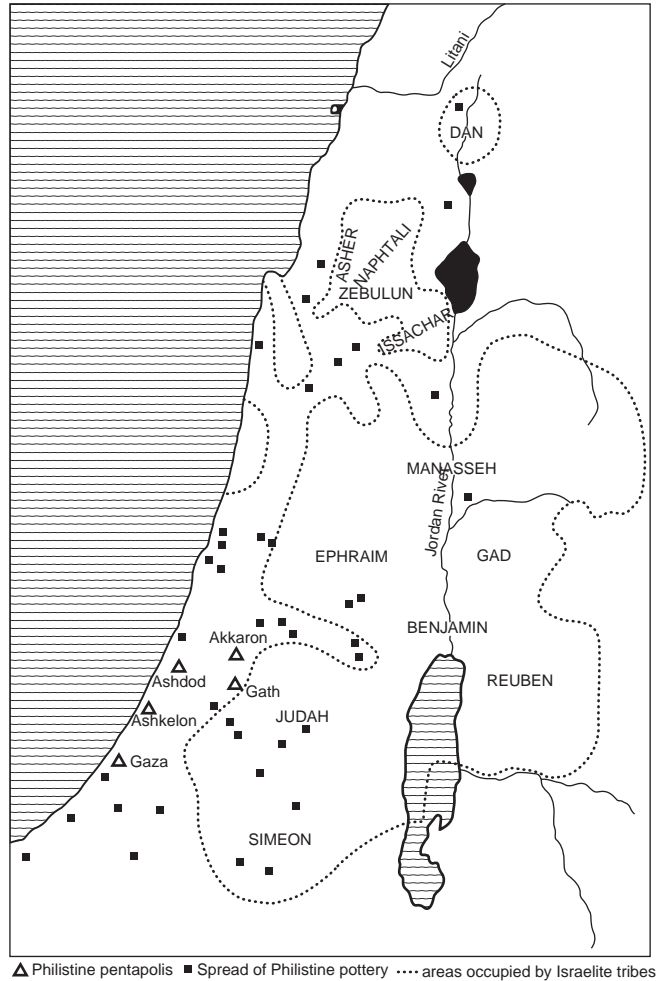 Litani
DAN
ASHER
NAPHTALI
ZEBULUN
ISSACHAR
MANASSEH
Jordan River
EPHRAIM
GAD
BENJAMIN
Akkaron
Ashdod
Gath
REUBEN
Ashkelon
JUDAH
Gaza
SIMEON
Philistine pentapolis Spread of Philistine pottery areas occupied by Israelite tribes